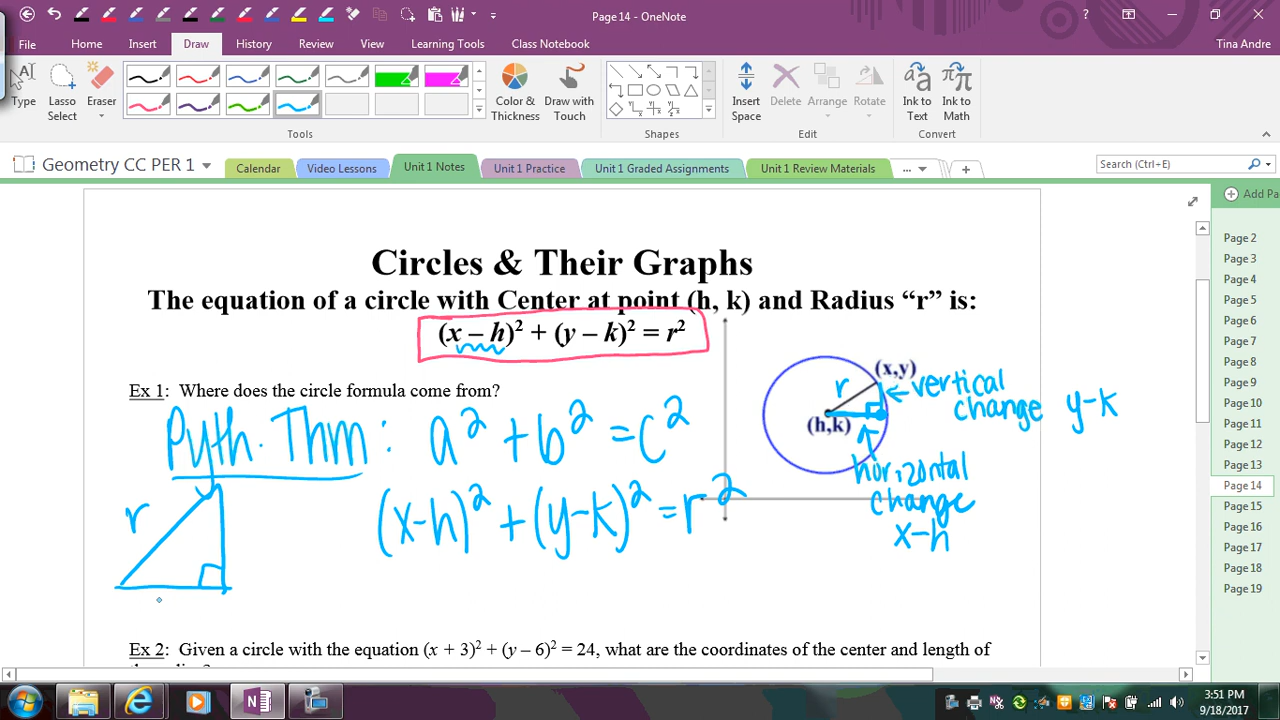 Page 14 - OneNote
?
File
Home
Insert
Draw
History
Review
View
Learning Tools
Class Notebook
Tina Andre
Type
Lasso Select
Eraser
Color & Thickness
Draw with Touch
Insert Space
Delete
Arrange
Rotate
Ink to Text
Ink to Math
Tools
Shapes
Edit
Convert
Geometry CC PER 1
Calendar
Video Lessons
Unit 1 Notes
Unit 1 Practice
Unit 1 Graded Assignments
Unit 1 Review Materials
...
Search (Ctrl+E)
Add Pa
Page 2
Page 3
Page 4
Page 5
Page 6
Page 7
Page 8
Page 9
Page 10
Page 11
Page 12
Page 13
Page 14
Page 15
Page 16
Page 17
Page 18
Page 19
Circles & Their Graphs
The equation of a circle with Center at point (h, k) and Radius “r” is:
(x – h)² + (y – k)² = r²
Ex 1: Where does the circle formula come from?
Pyth. Thm: a² + b² = c²
(x-h)² + (y-k)² = r²
r
(x,y)
r
(h,k)
vertical
change y-k
horizontal
change
x-h
Ex 2: Given a circle with the equation (x + 3)² + (y – 6)² = 24, what are the coordinates of the center and length of
3:51 PM
9/18/2017